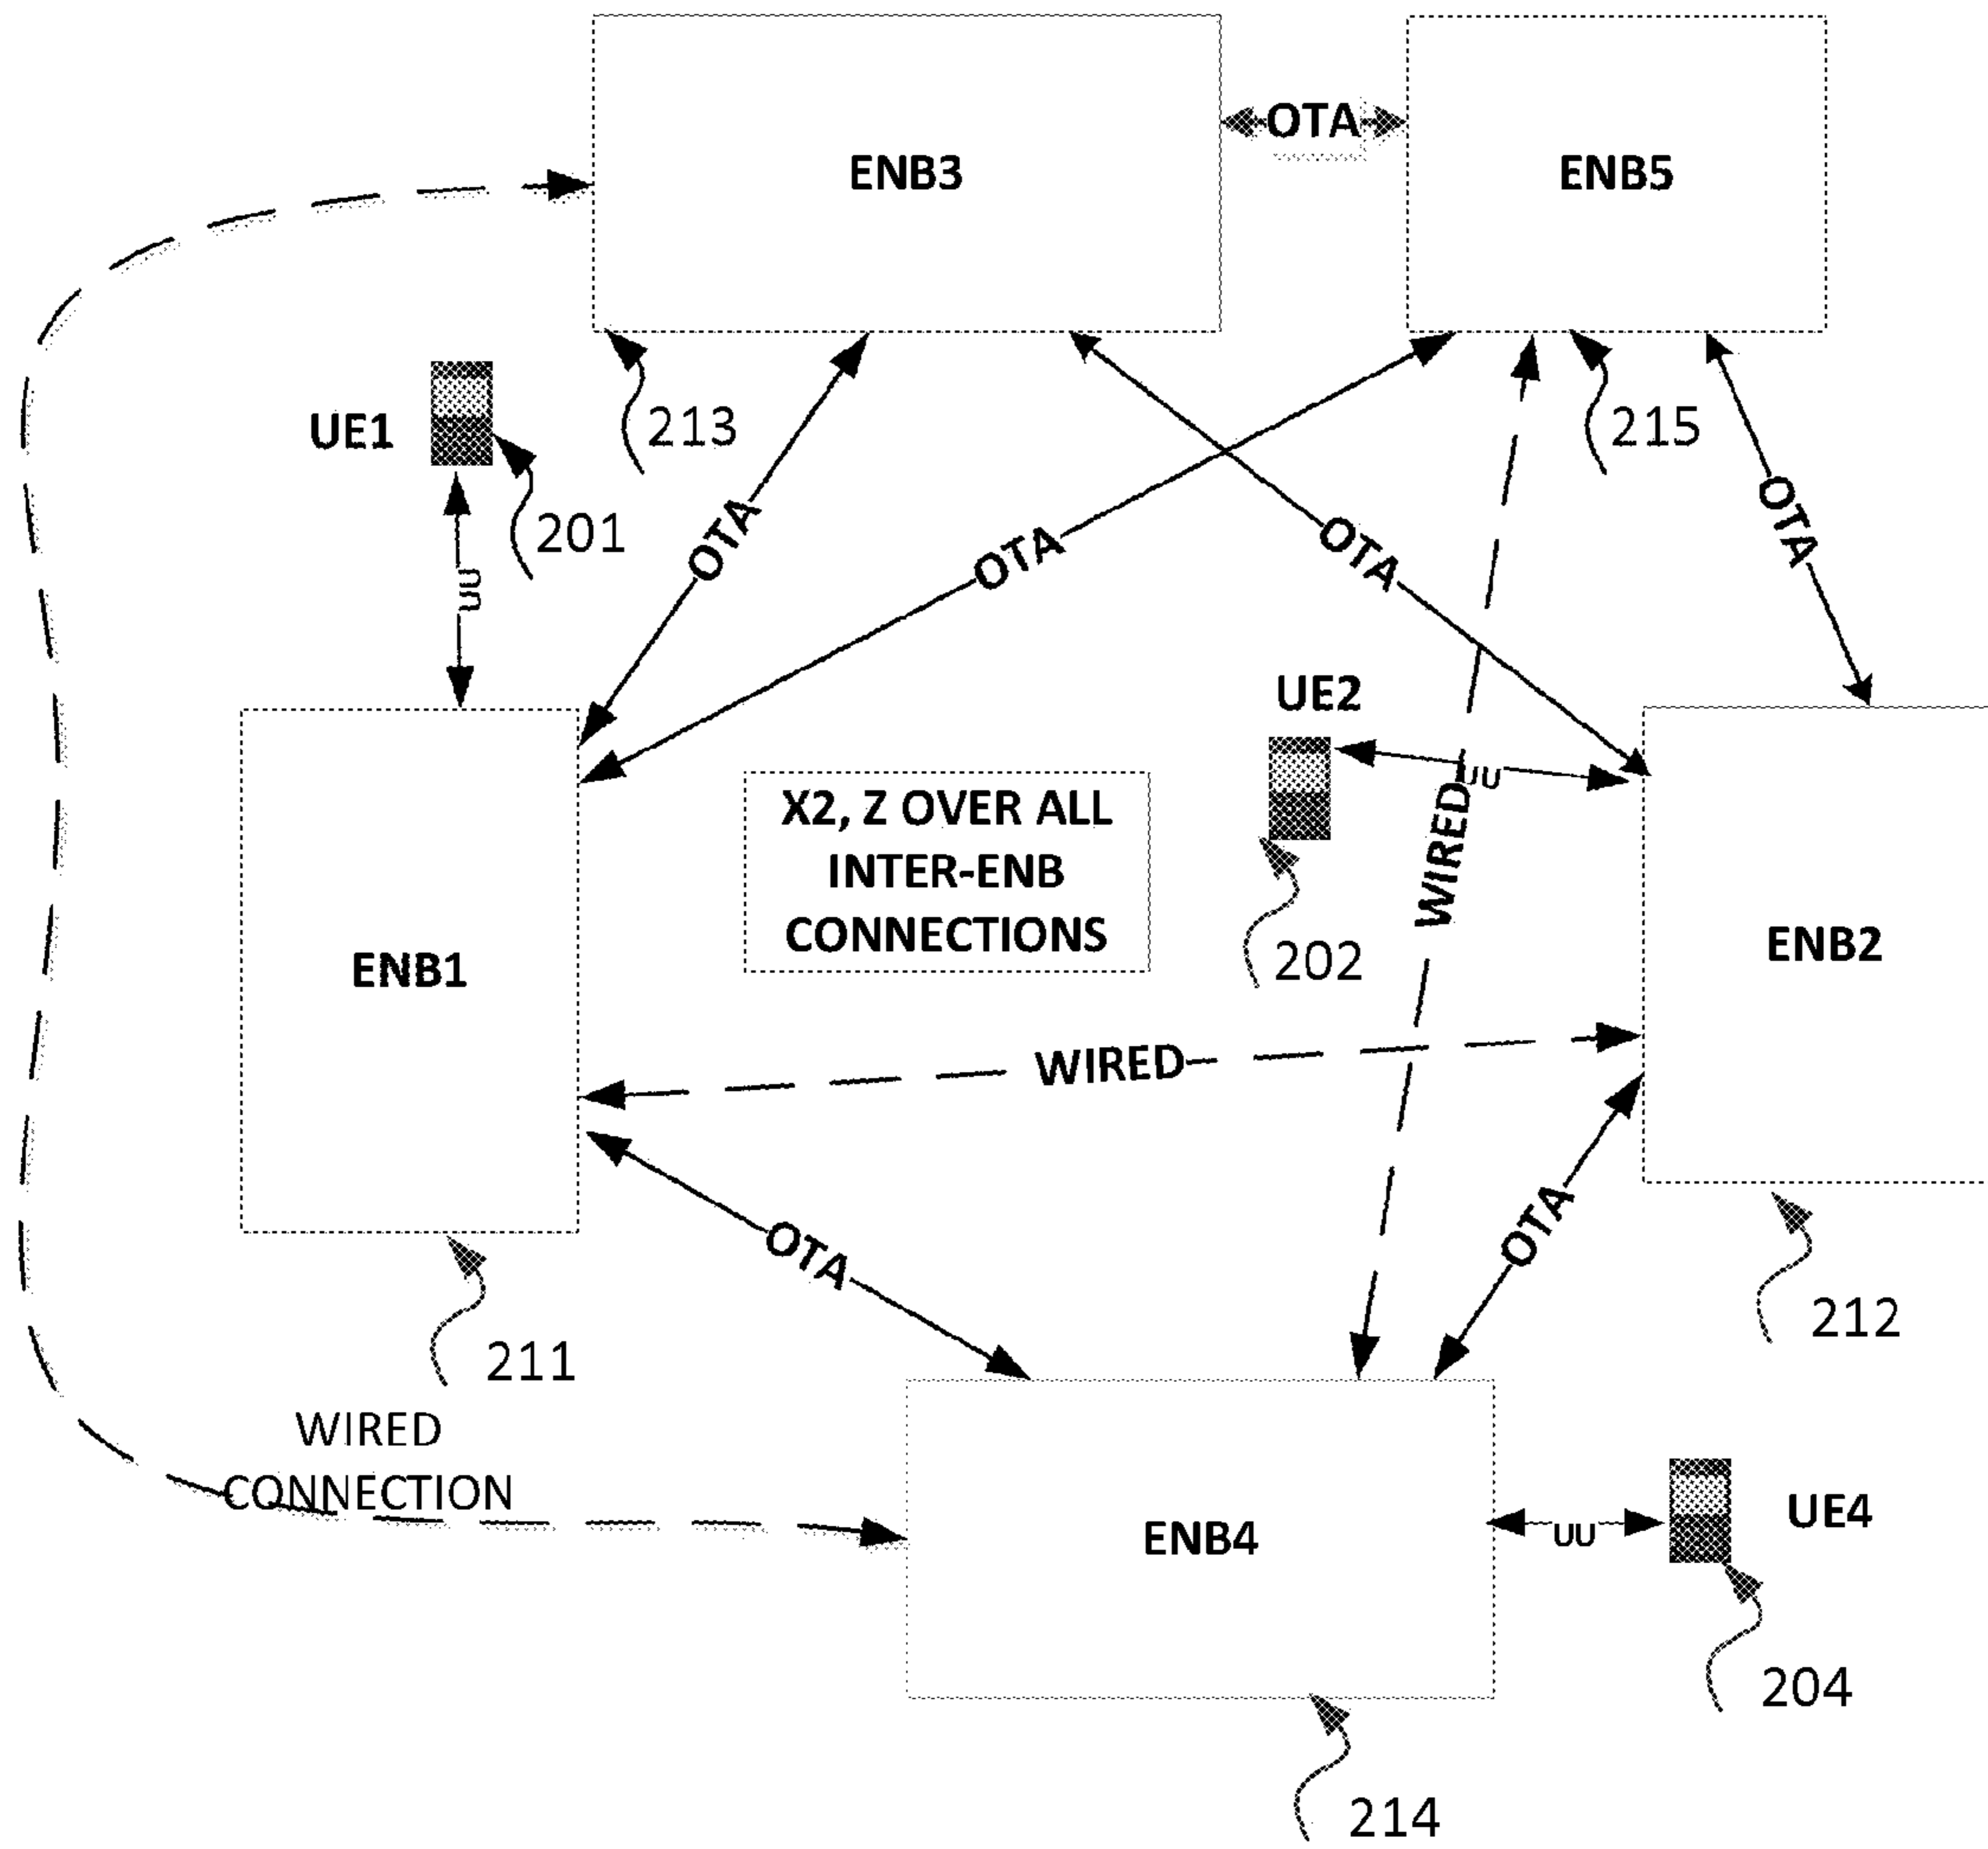 OTA
ENB3
ENB5
UE1
213
215
201
OTA
OTA
OTA
OTA
UU
UE2
UU
X2, Z OVER ALL
INTER-ENB
CONNECTIONS
WIRED
ENB1
202
ENB2
WIRED
OTA
OTA
211
212
WIRED
CONNECTION
ENB4
UU
UE4
204
214